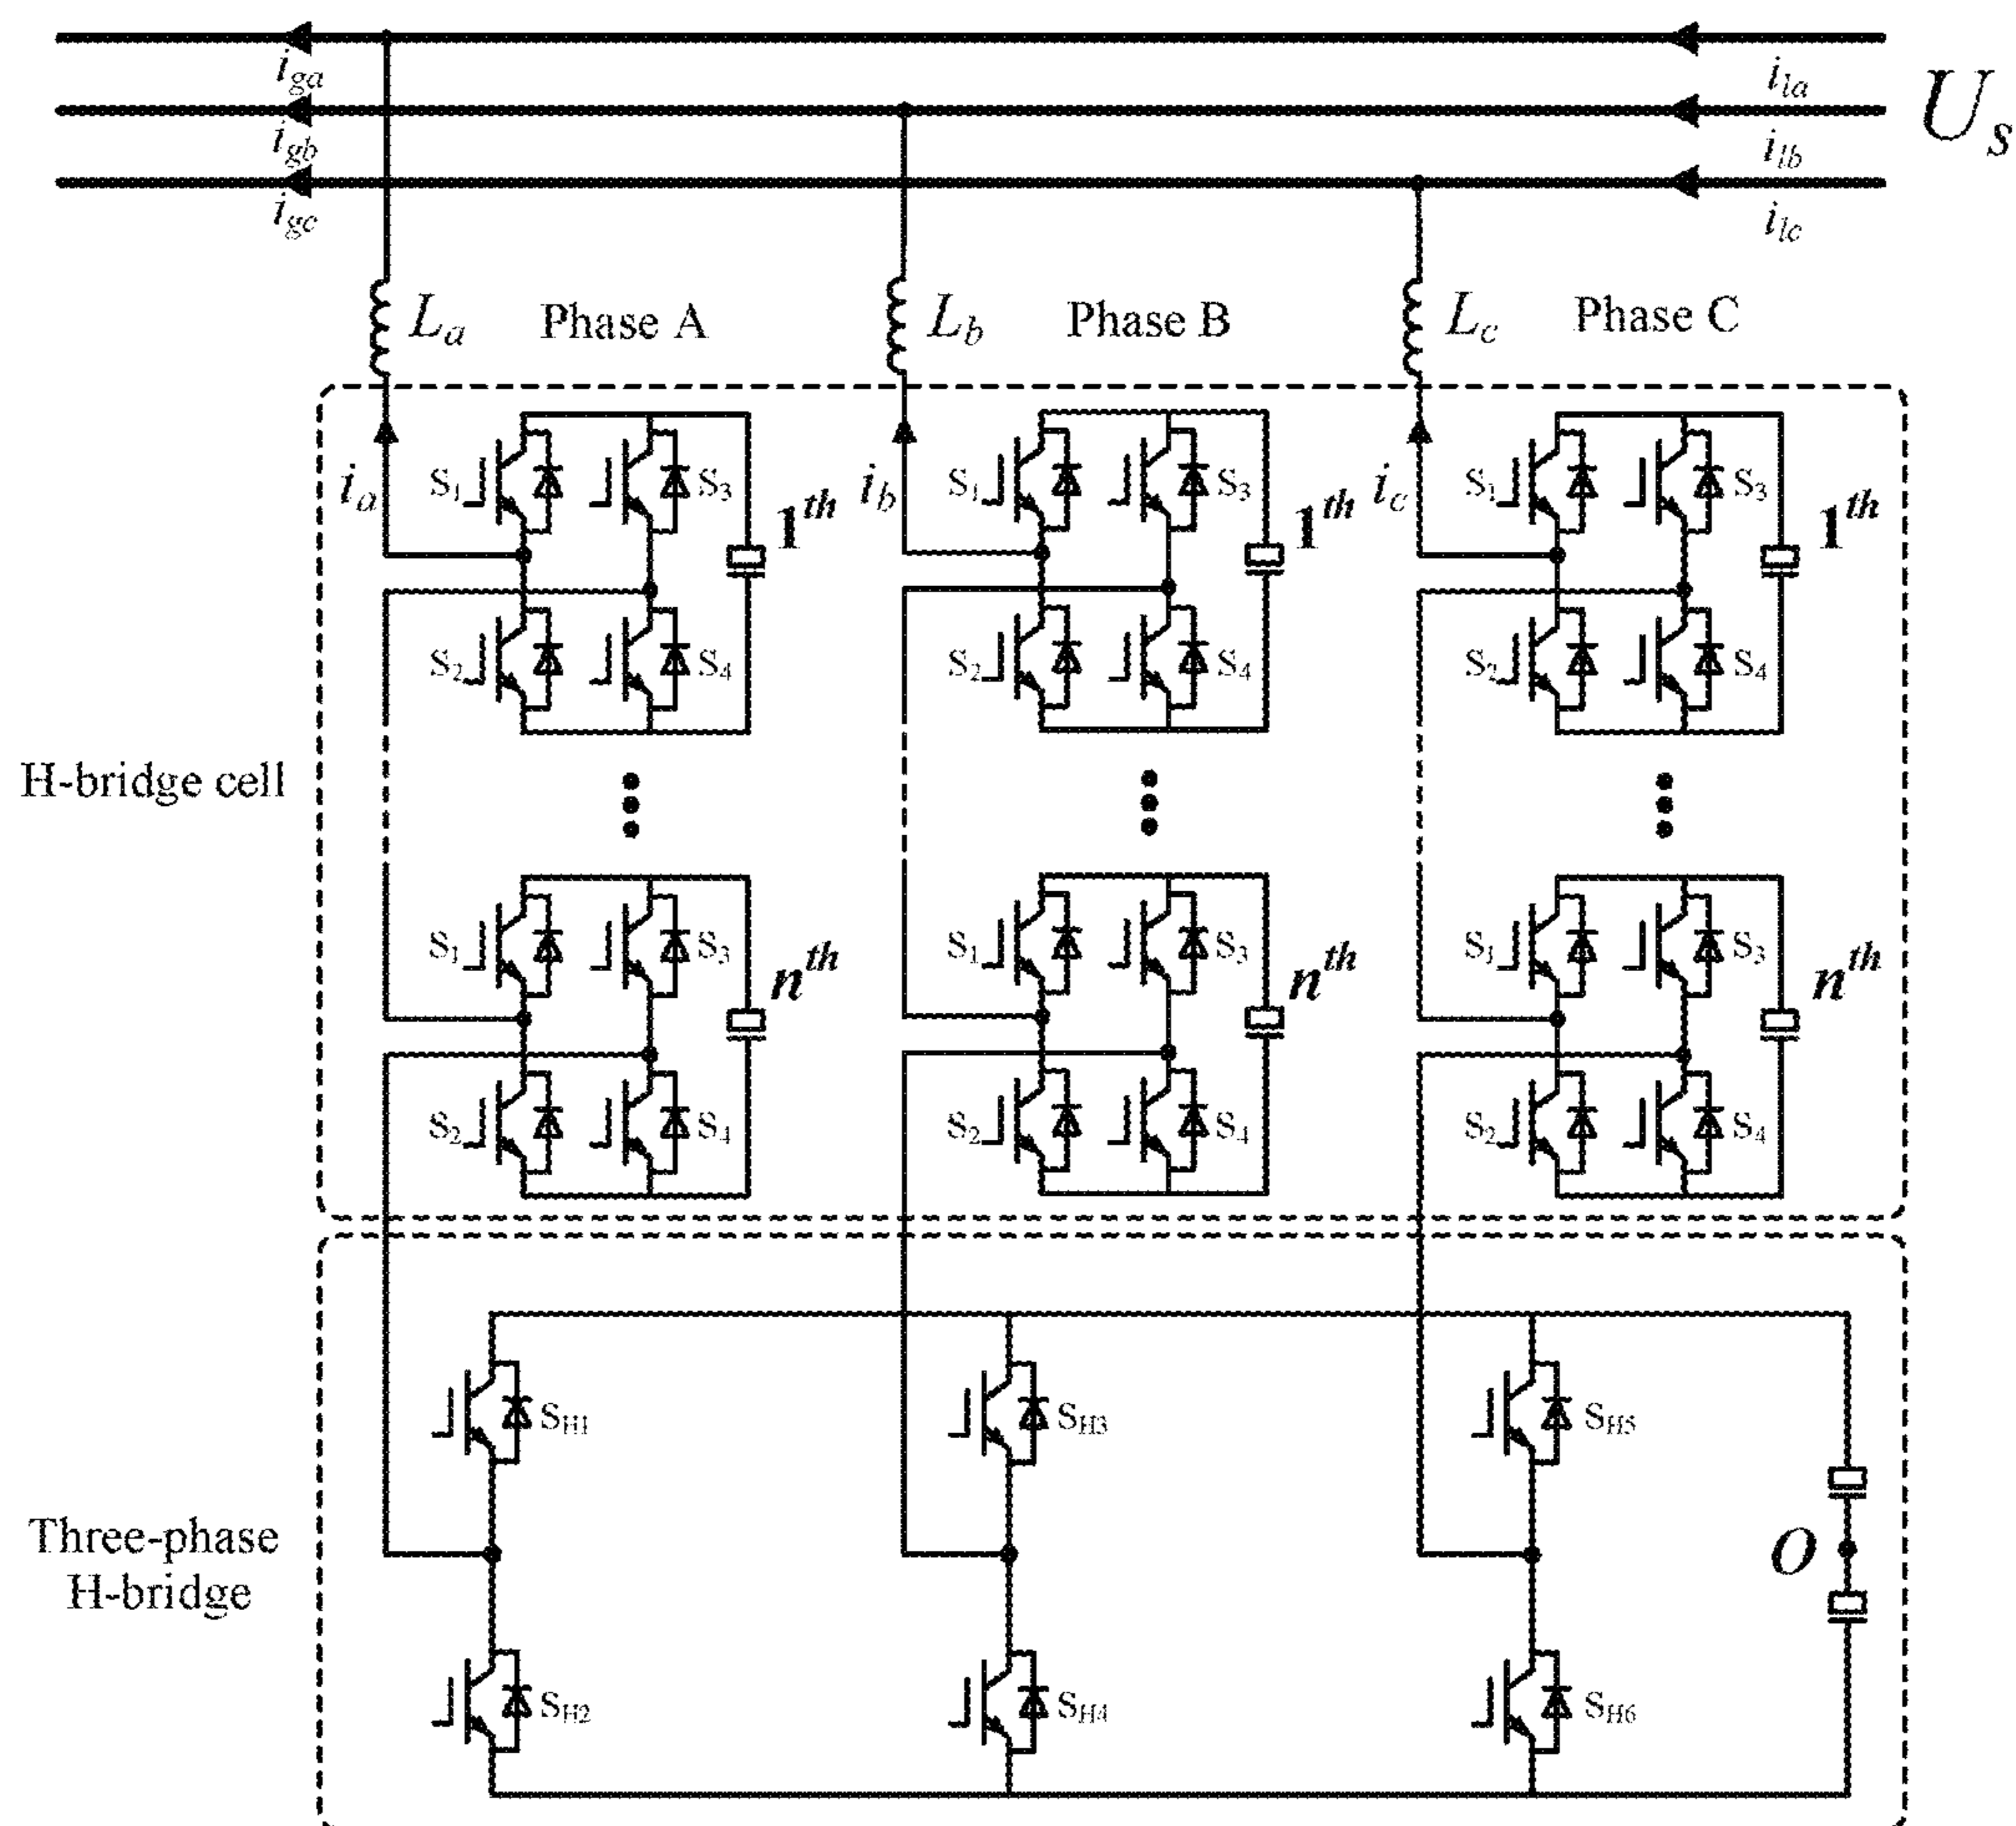 i_ga
i_la
U_s
i_gb
i_lb
i_gc
i_lc
L_a Phase A L_b Phase B L_c Phase C
i_a S1 S3 1^th i_b S1 S3 1^th i_c S1 S3 1^th
S2 S4 S2 S4 S2 S4
H-bridge cell
S1 S3 n^th S1 S3 n^th S1 S3 n^th
S2 S4 S2 S4 S2 S4
SH1 SH3 SH5
Three-phase
H-bridge
O
SH2 SH4 SH6